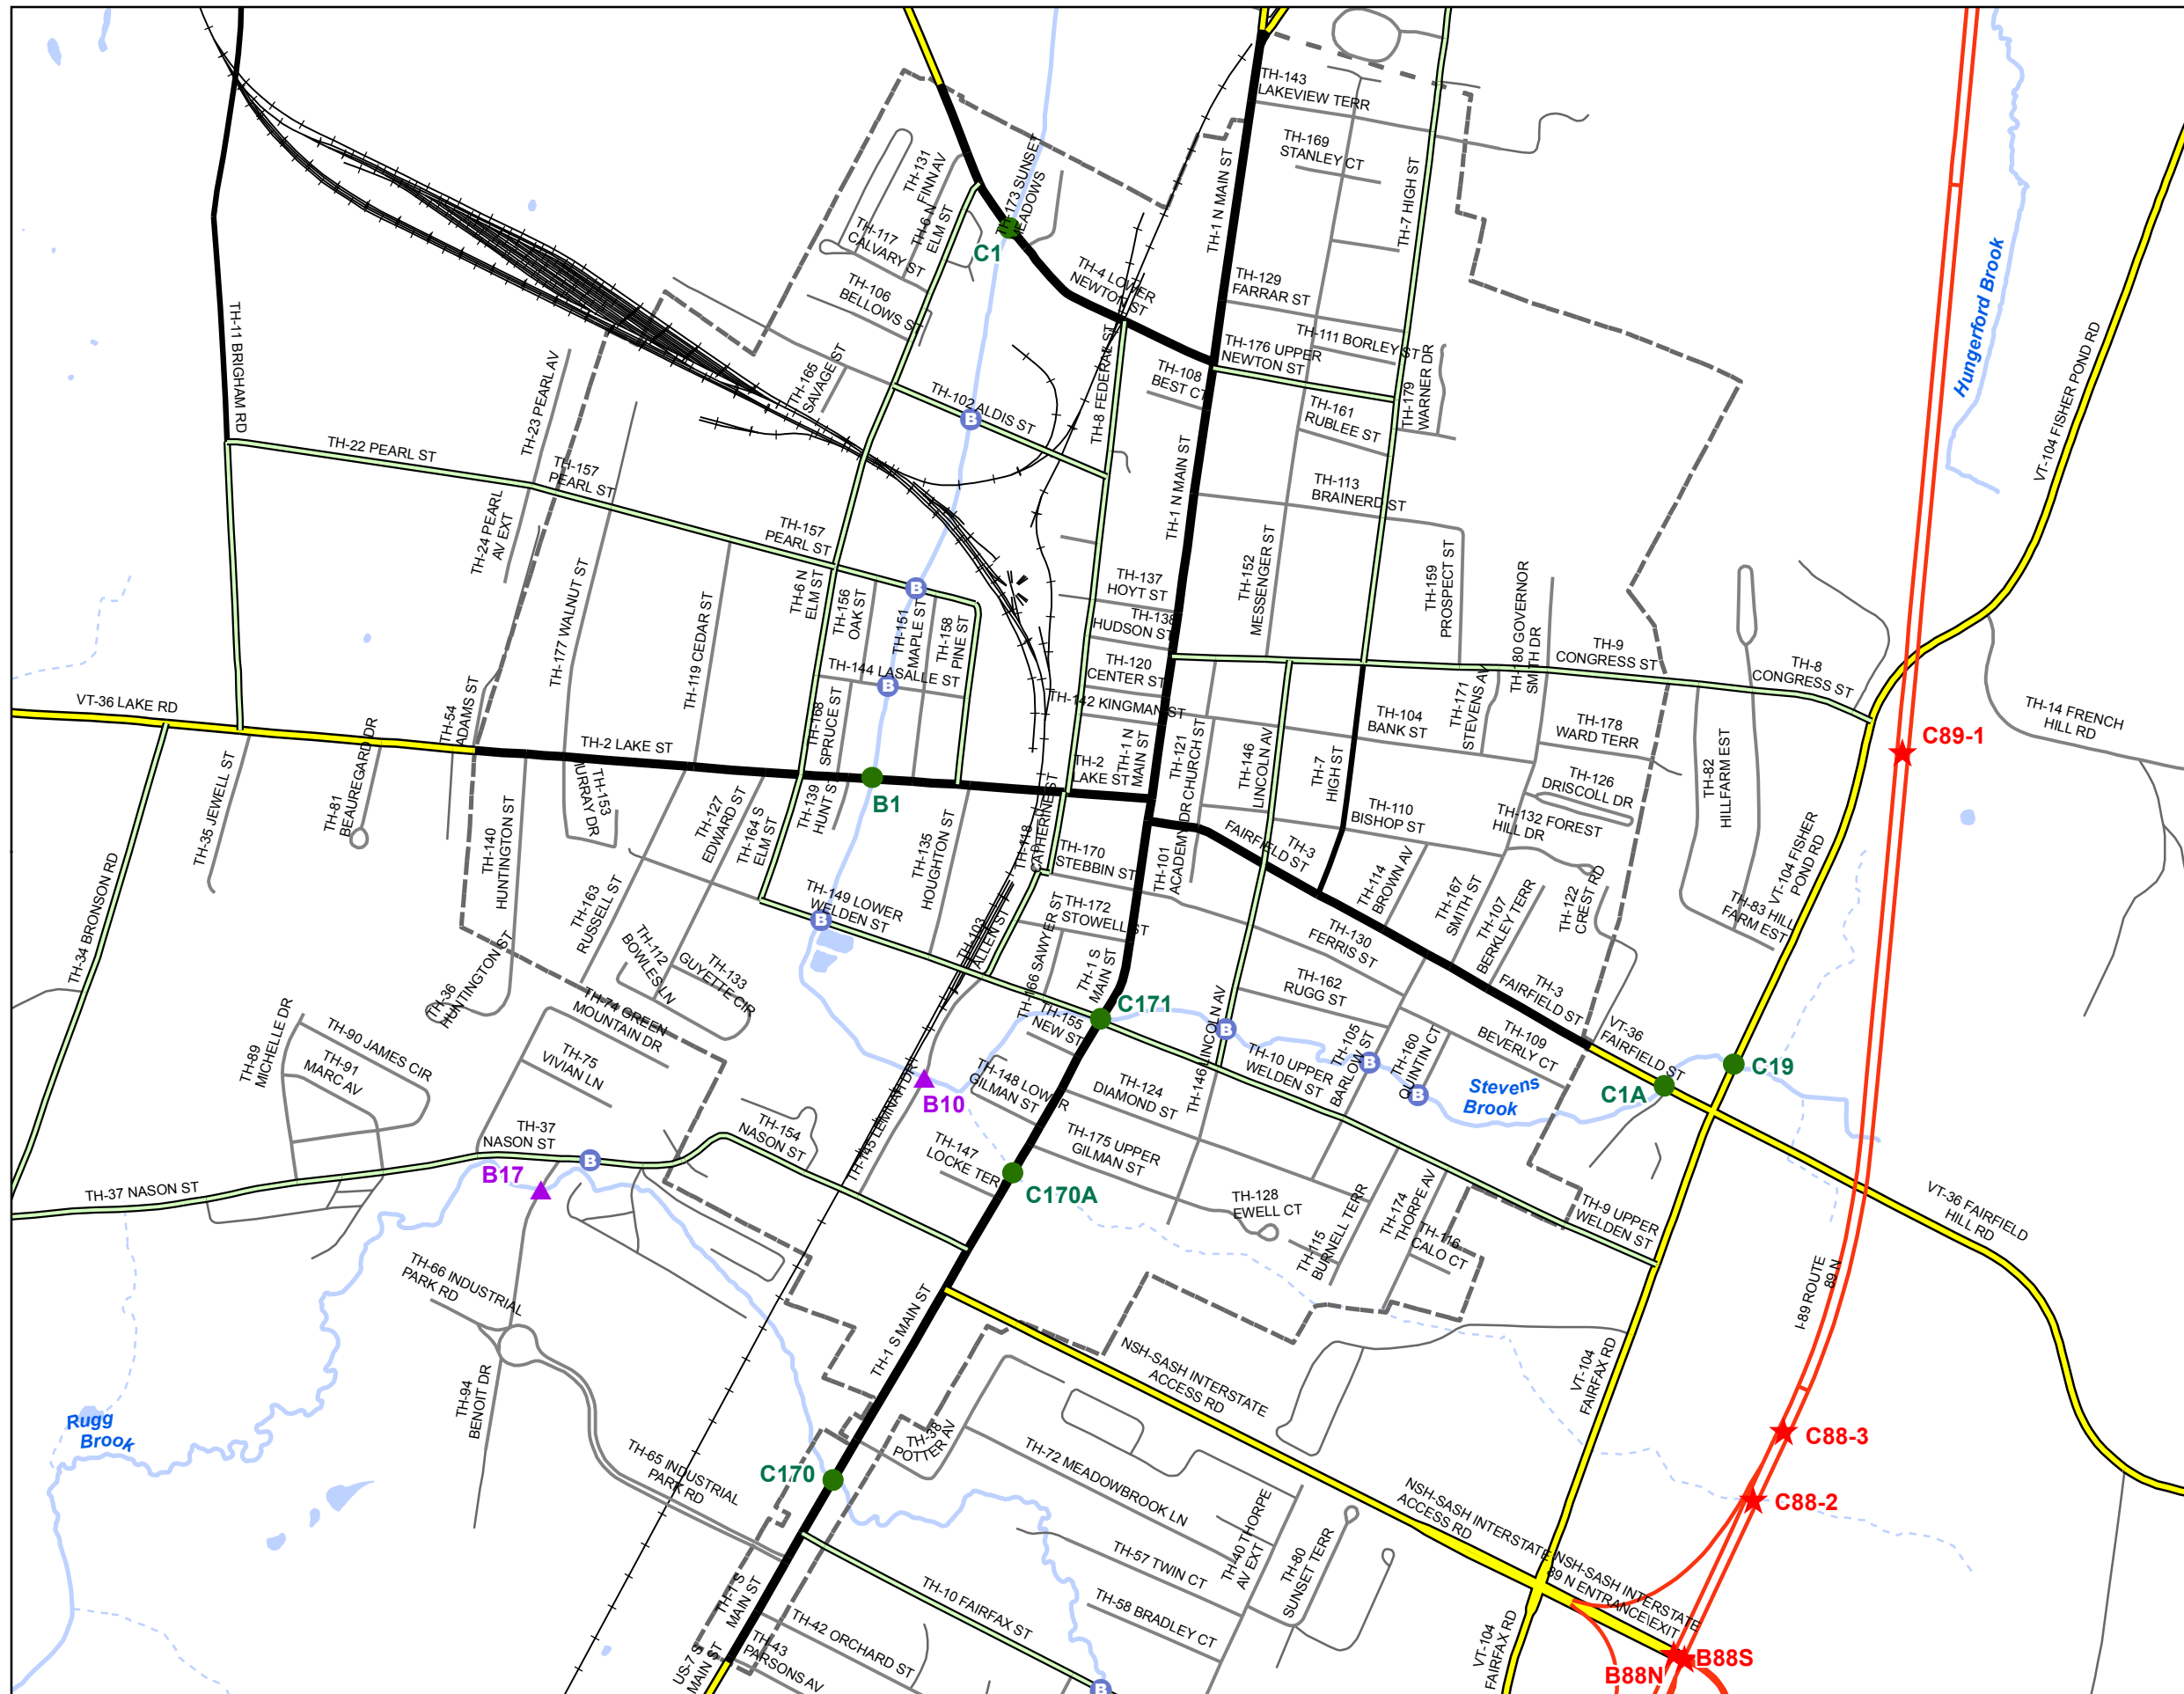 TH-143
LAKEVIEW TERR
TH-169
STANLEY CT
TH-131
FINN AV
TH-6 N
ELM ST
TH-173 SUNSET
MEADOWS
TH-117
CALVARY ST
C1
TH-1 N MAIN ST
TH-7 HIGH ST
Hungerford Brook
TH-106
BELLOWS ST
TH-4 LOWER
NEWTON ST
TH-129
FARRAR ST
TH-111 BORLEY ST
TH-176 UPPER
NEWTON ST
TH-11 BRIGHAM RD
TH-23 PEARL AV
TH-165
SAVAGE ST
TH-8 FEDERAL ST
TH-108
BEST CT
TH-179
WARNER DR
VT-104 FISHER POND RD
TH-102 ALDIS ST
B
TH-161
RUBLEE ST
TH-22 PEARL ST
TH-157
PEARL ST
TH-24 PEARL
AV EXT
TH-1 N MAIN ST
TH-113
BRAINERD ST
TH-157
PEARL ST
TH-6 N
ELM ST
TH-156
OAK ST
B
TH-151
MAPLE ST
TH-158
PINE ST
TH-137
HOYT ST
TH-138
HUDSON ST
TH-152
MESSENGER ST
TH-159
PROSPECT ST
TH-180 GOVERNOR
SMITH DR
TH-177 WALNUT ST
TH-119 CEDAR ST
TH-144 LASALLE ST
B
TH-120
CENTER ST
TH-142 KINGMAN ST
TH-9
CONGRESS ST
TH-8
CONGRESS ST
VT-36 LAKE RD
TH-54
ADAMS ST
TH-168
SPRUCE ST
TH-171
STEVENS AV
TH-104
BANK ST
TH-178
WARD TERR
TH-14 FRENCH
HILL RD
C89-1
TH-2 LAKE ST
TH-2
LAKE ST
TH-1 N
MAIN ST
TH-121
CHURCH ST
TH-146
LINCOLN AV
TH-7
HIGH ST
TH-126
DRISCOLL DR
TH-82
HILLFARM EST
TH-35 JEWELL ST
TH-81
BEAUREGARD DR
TH-153
MURRAY DR
TH-139
HUNT ST
B1
TH-110
BISHOP ST
TH-132 FOREST
HILL DR
TH-140
HUNTINGTON ST
TH-127
EDWARD ST
TH-164 S
ELM ST
TH-135
HOUGHTON ST
TH-118
CATHERINE ST
TH-170
STEBBIN ST
TH-101
ACADEMY DR
TH-3
FAIRFIELD ST
TH-114
BROWN AV
TH-167
SMITH ST
TH-107
BERKLEY TERR
TH-122
CREST RD
VT-104 FISHER
POND RD
TH-83 HILL
FARM EST
TH-34 BRONSON RD
TH-163
RUSSELL ST
TH-149 LOWER
WELDEN ST
B
TH-172
STOWELL ST
TH-103
ALLEN ST
TH-166 SAWYER ST
TH-1 S
MAIN ST
TH-130
FERRIS ST
TH-36
HUNTINGTON ST
TH-112
BOWLES LN
TH-133
GUYETTE CIR
TH-162
RUGG ST
TH-3
FAIRFIELD ST
TH-74 GREEN
MOUNTAIN DR
C171
TH-155
NEW ST
B
TH-10 UPPER
WELDEN ST
TH-105
BARLOW ST
B
TH-160
QUINTIN CT
B
TH-109
BEVERLY CT
VT-36
FAIRFIELD ST
C19
C1A
Stevens
Brook
TH-89
MICHELLE DR
TH-90 JAMES CIR
TH-91
MARC AV
TH-75
VIVIAN LN
TH-145 LEMNAH DR
B10
TH-148 LOWER
GILMAN ST
TH-124
DIAMOND ST
TH-146 LINCOLN AV
TH-37
NASON ST
B
TH-154
NASON ST
TH-147
LOCKE TER
TH-175 UPPER
GILMAN ST
B17
C170A
TH-37 NASON ST
TH-128
EWELL CT
TH-115
BURNELL TERR
TH-174
THORPE AV
TH-116
CALO CT
TH-9 UPPER
WELDEN ST
VT-36 FAIRFIELD
HILL RD
I-89 ROUTE
89 N
TH-66 INDUSTRIAL
PARK RD
TH-1 S MAIN ST
NSH-SASH INTERSTATE
ACCESS RD
VT-104
FAIRFAX RD
TH-94
BENOIT DR
Rugg
Brook
TH-38
POTTER AV
C88-3
TH-65 INDUSTRIAL
PARK RD
C170
TH-72 MEADOWBROOK LN
NSH-SASH INTERSTATE
ACCESS RD
C88-2
TH-40 THORPE
AV EXT
TH-57 TWIN CT
TH-80
SUNSET TERR
NSH-SASH INTERSTATE
89 N ENTRANCE\EXIT
TH-1 S
MAIN ST
TH-10 FAIRFAX ST
TH-58 BRADLEY CT
TH-42 ORCHARD ST
TH-43
PARSONS AV
US-7 S
MAIN ST
VT-104
FAIRFAX RD
B88N
B88S
B